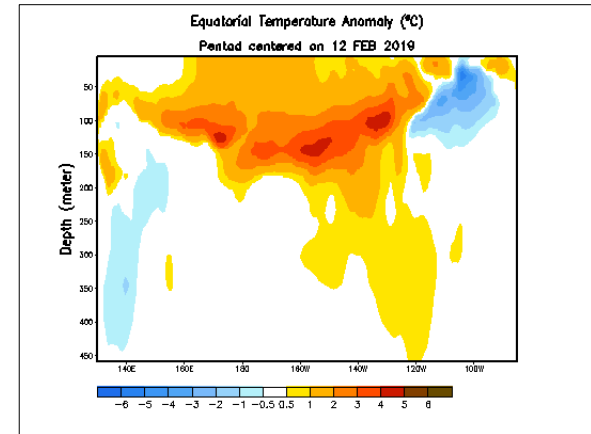 Equatorial Temperature Anomaly (°C)
Pentad centered on 12 FEB 2019
Depth (meter)
50
100
150
200
250
300
350
400
450
140E 160E 180 160W 140W 120W 100W
-6 -5 -4 -3 -2 -1 -0.5 0.5 1 2 3 4 5 6